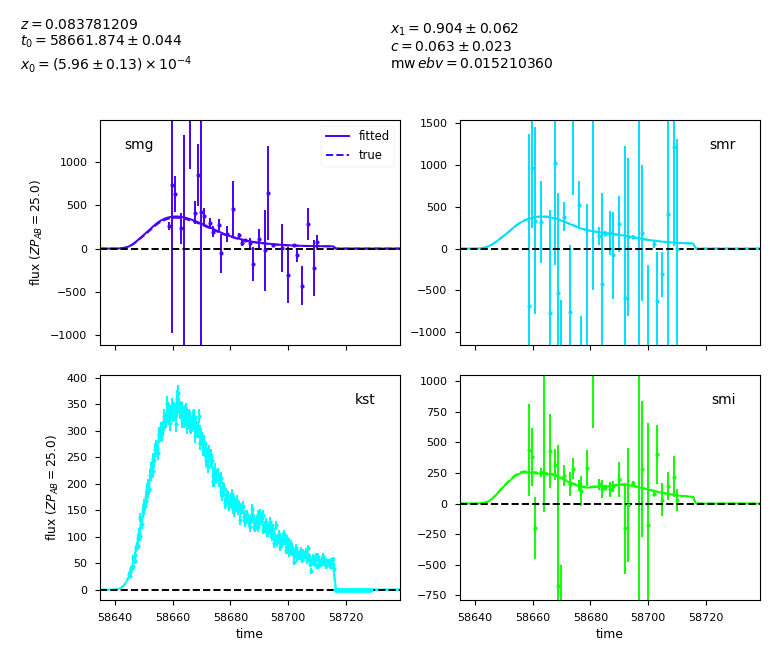 z = 0.083781209
t₀ = 58661.874 ± 0.044
x₀ = (5.96 ± 0.13) × 10⁻⁴
x₁ = 0.904 ± 0.062
c = 0.063 ± 0.023
mwebv = 0.015210360
smg
fitted
true
1000
500
0
−500
−1000
flux (ZP_AB = 25.0)
smr
1500
1000
500
0
−500
−1000
kst
400
350
300
250
200
150
100
50
0
flux (ZP_AB = 25.0)
58640 58660 58680 58700 58720
time
smi
1000
750
500
250
0
−250
−500
−750
58640 58660 58680 58700 58720
time